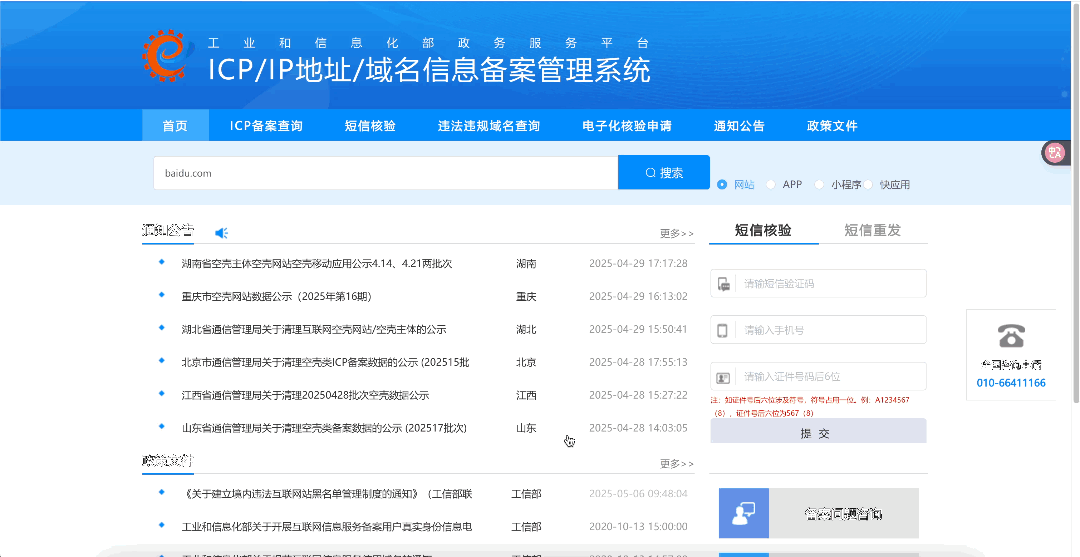 工业和信息化部政务服务平台
ICP/IP地址/域名信息备案管理系统
首页 ICP备案查询 短信核验 违法违规域名查询 电子化核验申请 通知公告 政策文件
baidu.com 搜索 网站 APP 小程序 快应用
更多>>
湖南省空壳主体空壳网站空壳移动应用公示4.14、4.21两批次 湖南 2025-04-29 17:17:28
重庆市空壳网站数据公示（2025年第16期） 重庆 2025-04-29 16:13:02
湖北省通信管理局关于清理互联网空壳网站/空壳主体的公示 湖北 2025-04-29 15:50:41
北京市通信管理局关于清理空壳类ICP备案数据的公示 (202515批 北京 2025-04-28 17:55:13
江西省通信管理局关于清理20250428批次空壳数据公示 江西 2025-04-28 15:27:22
山东省通信管理局关于清理空壳类备案数据的公示 (202517批次) 山东 2025-04-28 14:03:05
更多>>
《关于建立境内违法互联网站黑名单管理制度的通知》（工信部联 工信部 2025-05-06 09:48:04
工业和信息化部关于开展互联网信息服务备案用户真实身份信息电 工信部 2020-10-13 15:00:00
短信核验 短信重发
请输短信验证码
请输入手机号
请输入证件号码后6位
注：如证件号后六位涉及符号，符号占用一位。例：A1234567
（8），证件号后六位为567（8）
提 交
010-66411166